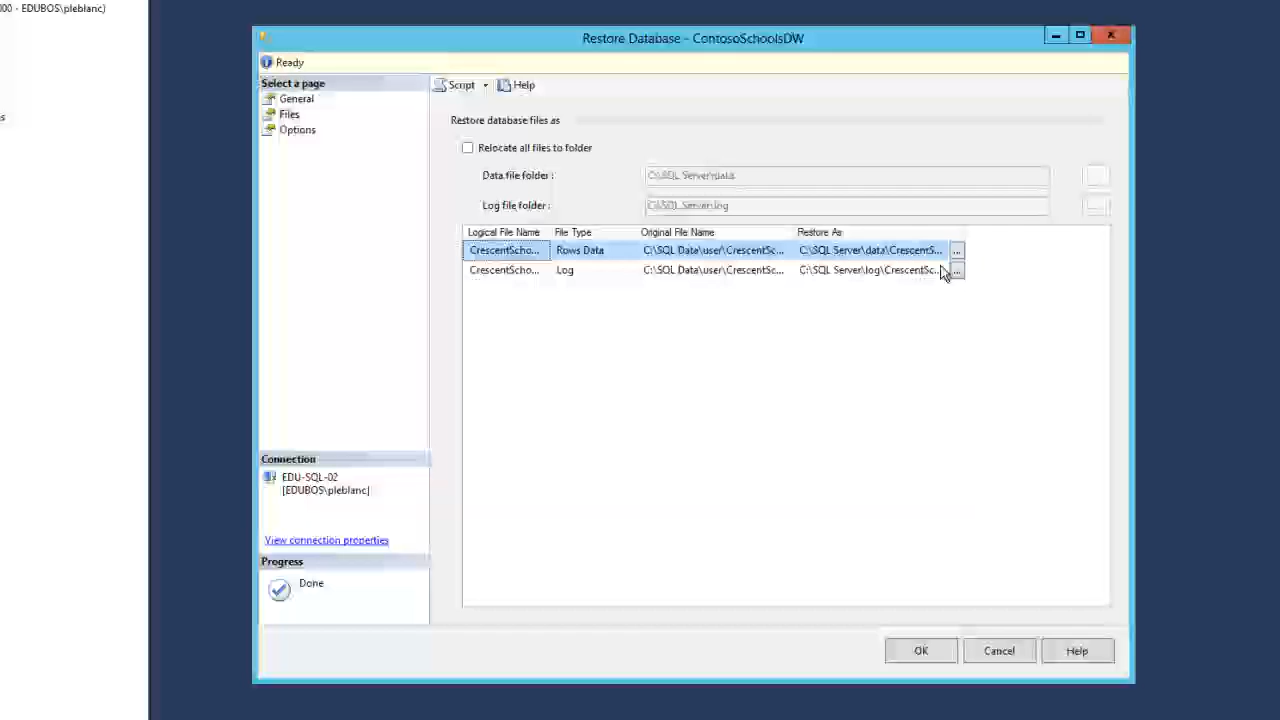 000 - EDUBOS\pleblanc)
Restore Database - ContosoSchoolsDW
Ready
Select a page
General
Files
Options
Script
Help
Restore database files as
Relocate all files to folder
Data file folder :
C:\SQL Server\data
Log file folder :
C:\SQL Server\log
Logical File Name File Type Original File Name Restore As
CrescentScho... Rows Data C:\SQL Data\user\CrescentSc... C:\SQL Server\data\CrescentS... ...
CrescentScho... Log C:\SQL Data\user\CrescentSc... C:\SQL Server\log\CrescentSc... ...
Connection
EDU-SQL-02
[EDUBOS\pleblanc]
View connection properties
Progress
Done
OK Cancel Help